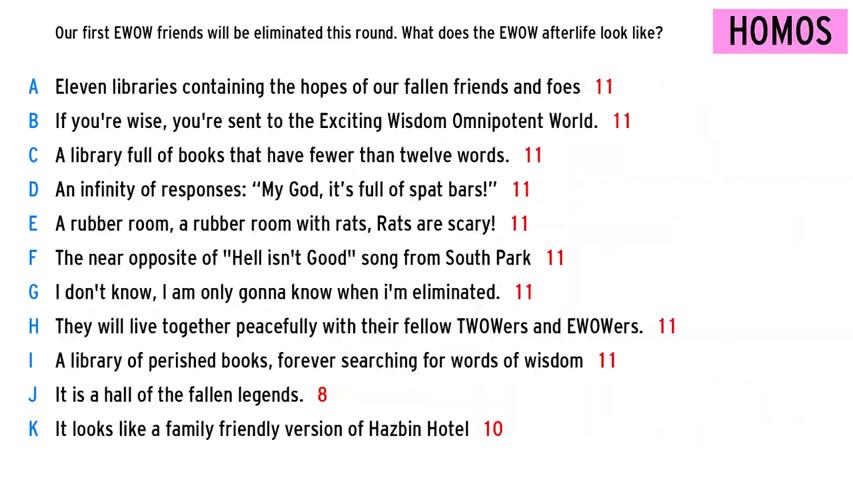 Our first EWOW friends will be eliminated this round. What does the EWOW afterlife look like?
HOMOS
A Eleven libraries containing the hopes of our fallen friends and foes 11
B If you're wise, you're sent to the Exciting Wisdom Omnipotent World. 11
C A library full of books that have fewer than twelve words. 11
D An infinity of responses: “My God, it’s full of spat bars!” 11
E A rubber room, a rubber room with rats, Rats are scary! 11
F The near opposite of "Hell isn't Good" song from South Park 11
G I don't know, I am only gonna know when i'm eliminated. 11
H They will live together peacefully with their fellow TWOWers and EWOWers. 11
I A library of perished books, forever searching for words of wisdom 11
J It is a hall of the fallen legends. 8
K It looks like a family friendly version of Hazbin Hotel 10